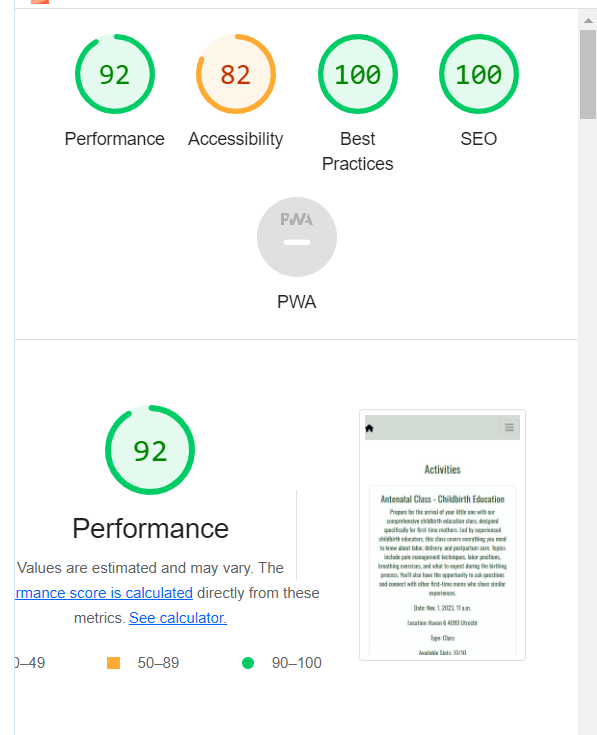 92
82
100
100
Performance
Accessibility
Best
Practices
SEO
PWA
PWA
92
Performance
Values are estimated and may vary. The
rmance score is calculated directly from these
metrics. See calculator.
0–49
50–89
90–100
Activities
Antenatal Class - Childbirth Education
Prepare for the arrival of your little one with our
comprehensive childbirth education class, designed
specifically for first-time mothers. Led by experienced
childbirth educators, this class covers everything you need
to know about labor, delivery, and postpartum care. Topics
include pain management techniques, labor positions,
breathing exercises, and what to expect during the birthing
process. You'll also have the opportunity to ask questions
and connect with other first-time moms who share similar
experiences.
Date: Nov. 1, 2023, 11 a.m.
Location: Haven 6 4093 Utrecht
Type: Class
Available Slots: 10/10